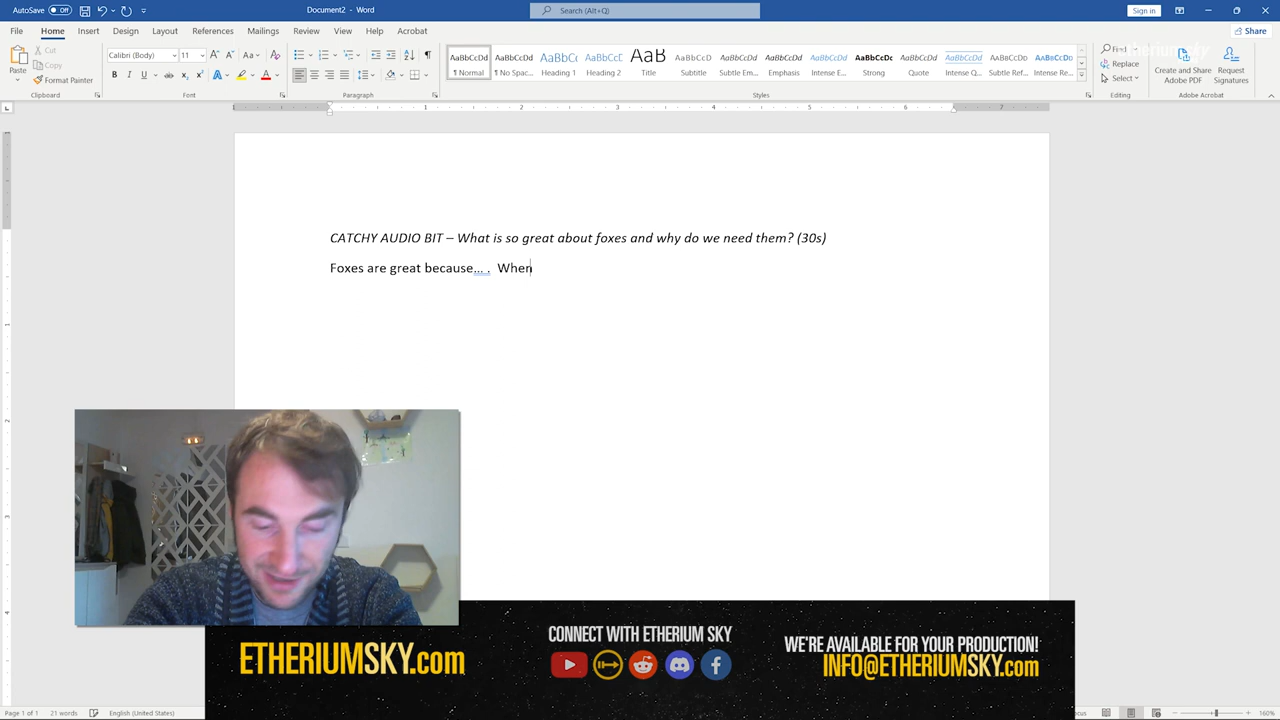 AutoSave Off Document2 - Word Search (Alt+Q) Sign in
File Home Insert Draw Design Layout References Mailings Review View Help Acrobat Share
Paste Cut Copy Format Painter
Calibri (Body) 11
AaBbCcDd AaBbCcDd AaBbCc AaBbCcE AaB AaBbCcD AaBbCcDd AaBbCcDd AaBbCcDd AaBbCcDd AaBbCcDd AaBbCcDd AaBbCcDd AaBbCcDd
¶ Normal ¶ No Spac... Heading 1 Heading 2 Title Subtitle Subtle Em... Emphasis Intense E... Strong Quote Intense Q... Subtle Ref... Intense Re...
Replace
Select
Create and Share Adobe PDF
Request Signatures
Clipboard Font Paragraph Styles Editing Adobe Acrobat
etheriumsky
CATCHY AUDIO BIT – What is so great about foxes and why do we need them? (30s)
Foxes are great because... . When
ETHERIUMSKY.com
CONNECT WITH ETHERIUM SKY
WE'RE AVAILABLE FOR YOUR PRODUCTION!
INFO@ETHERIUMSKY.com
Page 1 of 1 21 words English (United States) 160%